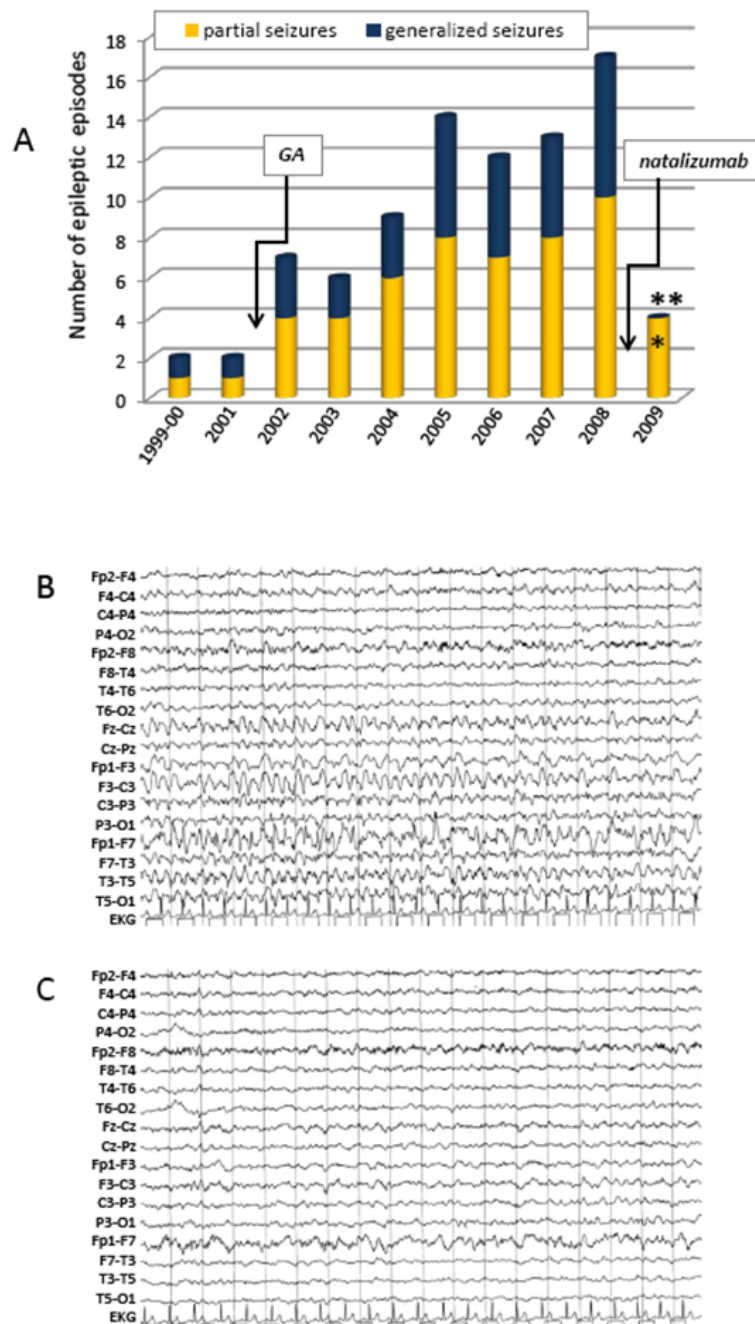 partial seizures generalized seizures
A
Number of epileptic episodes
18
16
14
12
10
8
6
4
2
0
GA
natalizumab
**
*
1999-00 2001 2002 2003 2004 2005 2006 2007 2008 2009
B
Fp2-F4
F4-C4
C4-P4
P4-O2
Fp2-F8
F8-T4
T4-T6
T6-O2
Fz-Cz
Cz-Pz
Fp1-F3
F3-C3
C3-P3
P3-O1
Fp1-F7
F7-T3
T3-T5
T5-O1
EKG
C
Fp2-F4
F4-C4
C4-P4
P4-O2
Fp2-F8
F8-T4
T4-T6
T6-O2
Fz-Cz
Cz-Pz
Fp1-F3
F3-C3
C3-P3
P3-O1
Fp1-F7
F7-T3
T3-T5
T5-O1
EKG